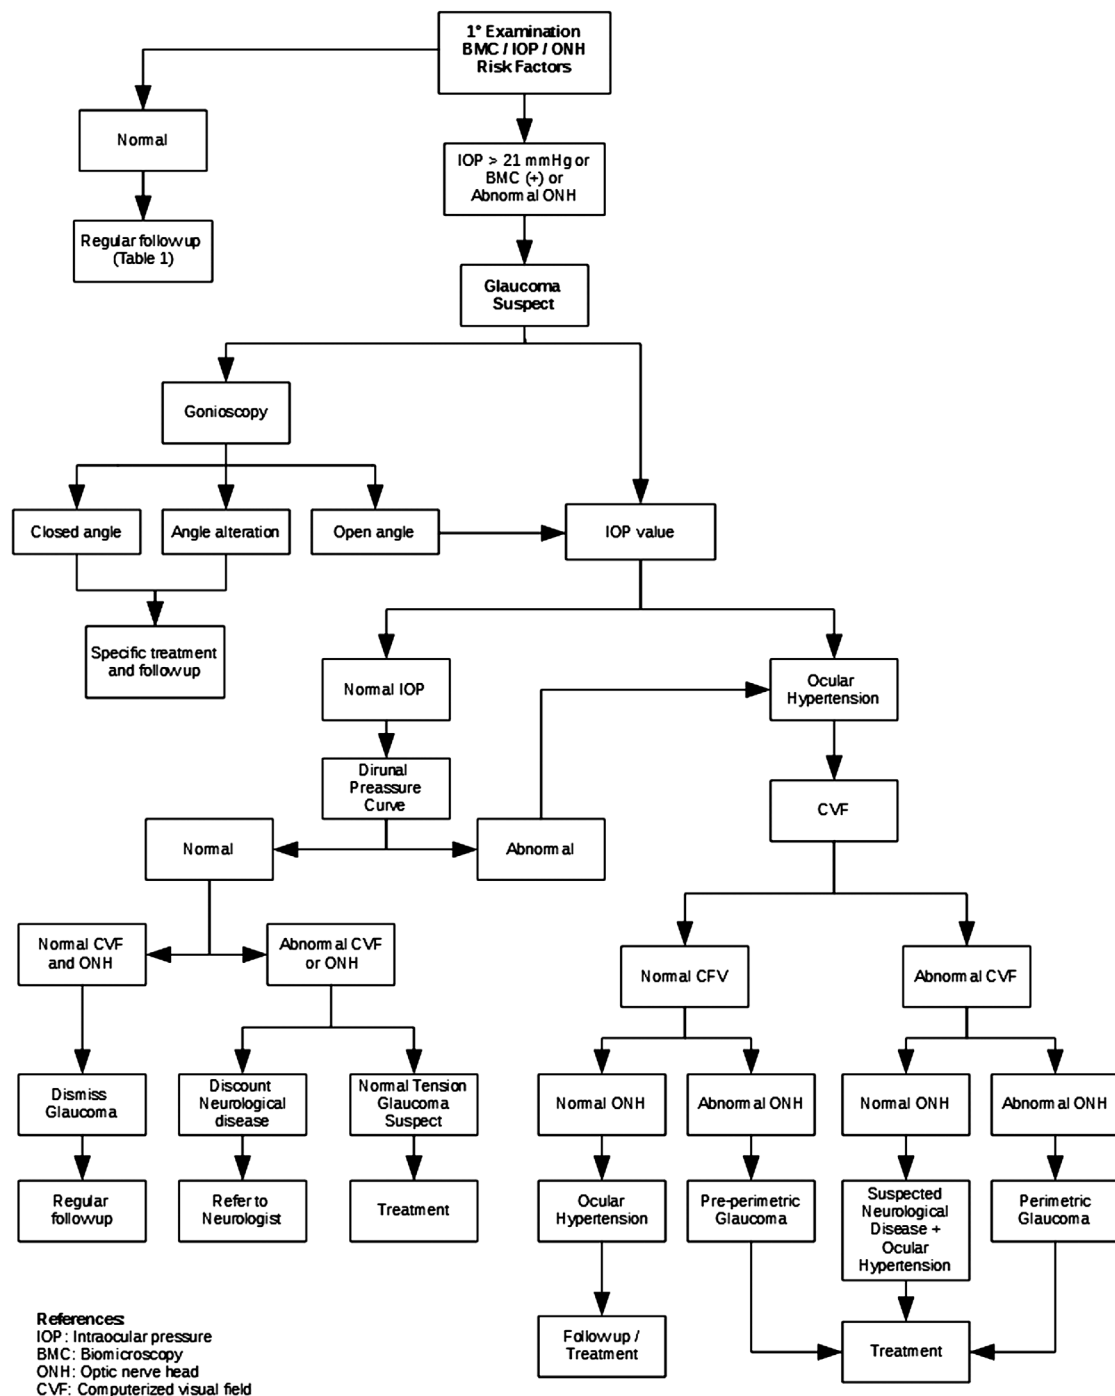 1° Examination
BMC / IOP / ONH
Risk Factors
Normal
IOP > 21 mmHg or
BMC (+) or
Abnormal ONH
Regular followup
(Table 1)
Glaucoma
Suspect
Gonioscopy
Closed angle
Angle alteration
Open angle
IOP value
Specific treatment
and followup
Normal IOP
Ocular
Hypertension
Dirunal
Preassure
Curve
CVF
Normal
Abnormal
Normal CVF
and ONH
Abnormal CVF
or ONH
Normal CFV
Abnormal CVF
Dismiss
Glaucoma
Discount
Neurological
disease
Normal Tension
Glaucoma
Suspect
Normal ONH
Abnormal ONH
Normal ONH
Abnormal ONH
Regular
followup
Refer to
Neurologist
Treatment
Ocular
Hypertension
Pre-perimetric
Glaucoma
Suspected
Neurological
Disease +
Ocular
Hypertension
Perimetric
Glaucoma
Followup /
Treatment
Treatment
References:
IOP: Intraocular pressure
BMC: Biomicroscopy
ONH: Optic nerve head
CVF: Computerized visual field